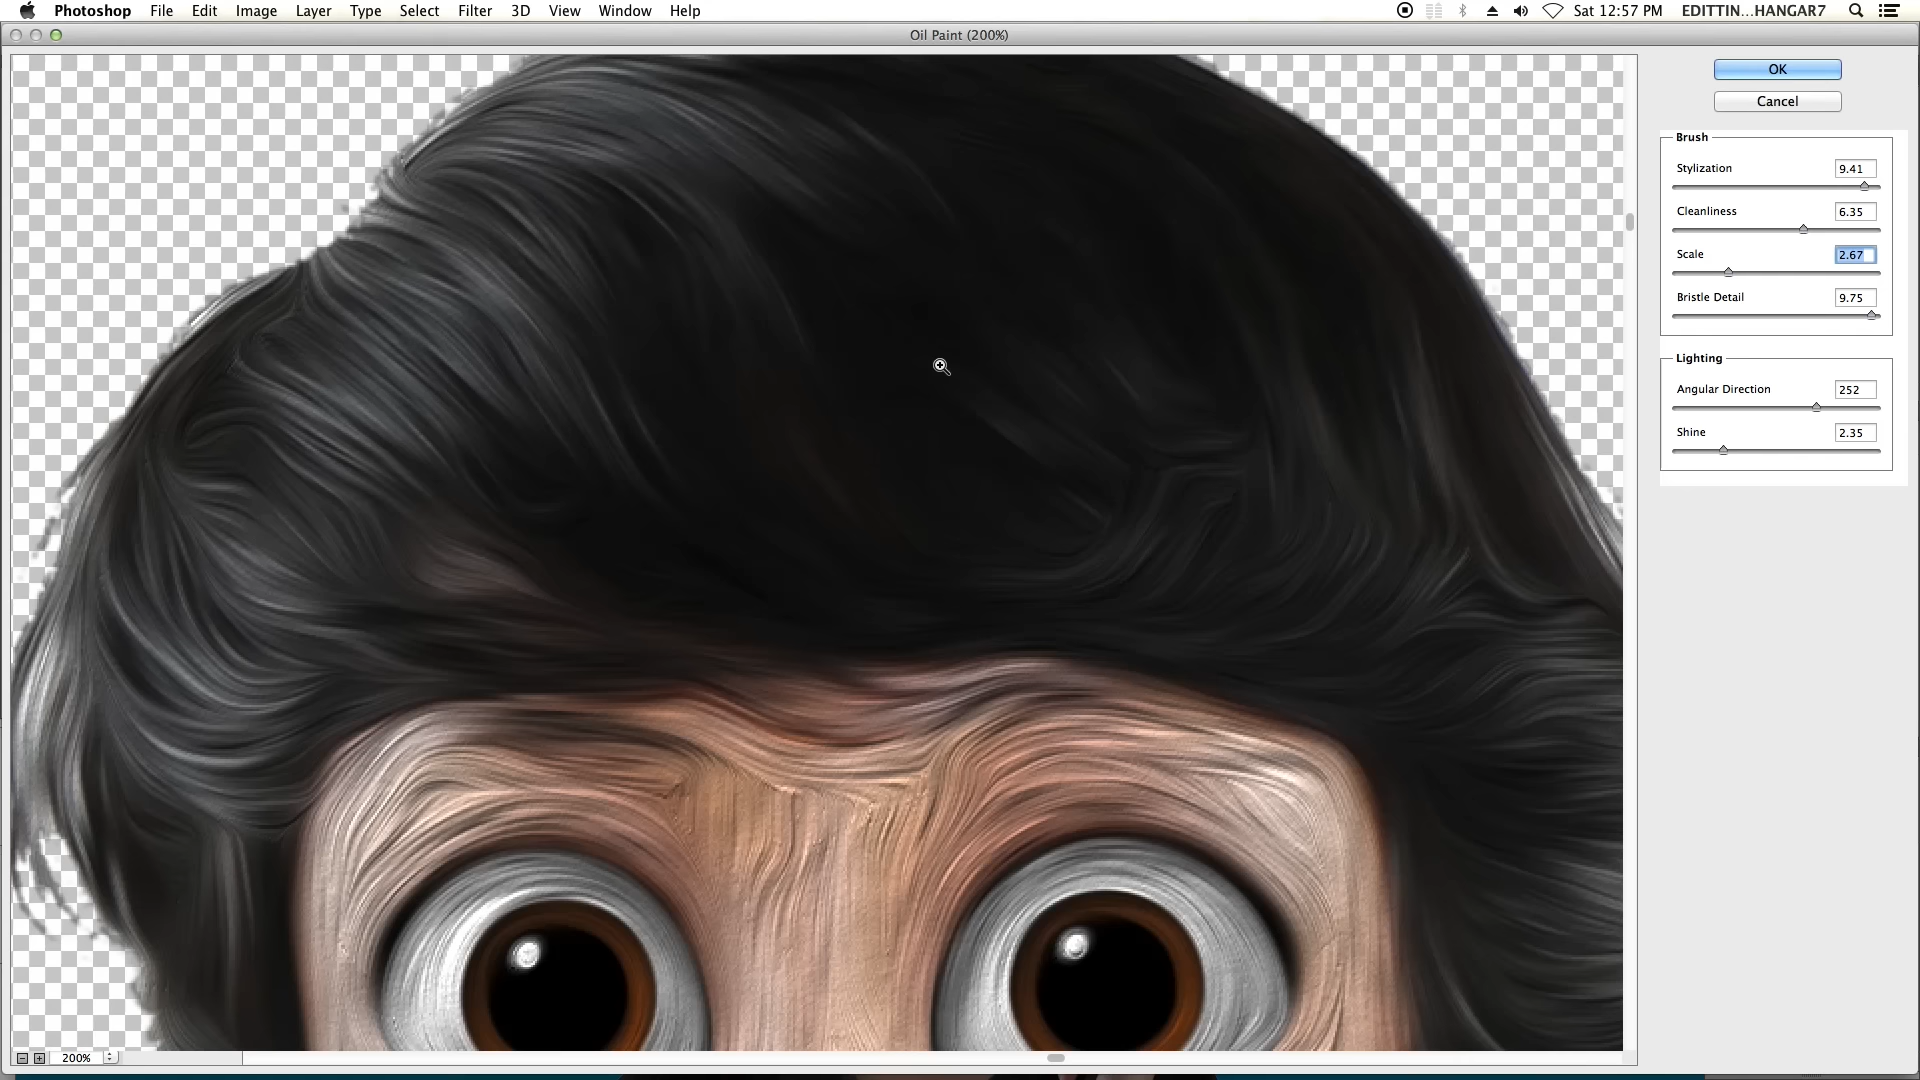 Photoshop File Edit Image Layer Type Select Filter 3D View Window Help Sat 12:57 PM EDITTIN...HANGAR7
Oil Paint (200%)
OK
Cancel
Brush
Stylization 9.41
Cleanliness 6.35
Scale 2.67
Bristle Detail 9.75
Lighting
Angular Direction 252
Shine 2.35
200%